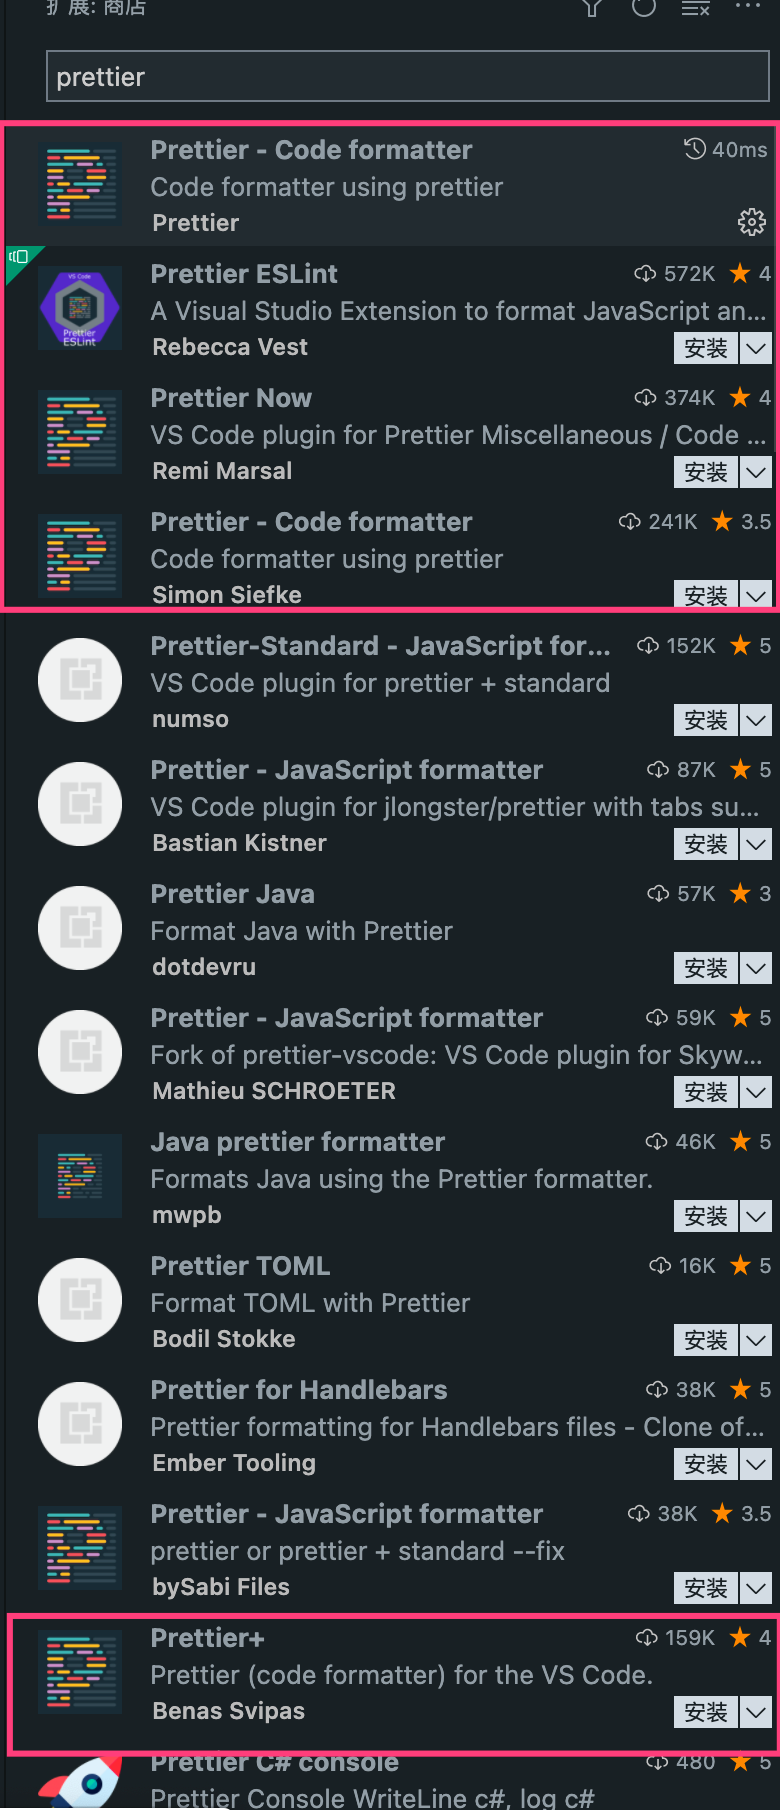 扩展: 商店
prettier
Prettier - Code formatter 40ms
Code formatter using prettier
Prettier
Prettier ESLint 572K 4
VS Code
Prettier
ESLint
A Visual Studio Extension to format JavaScript an...
Rebecca Vest 安装
Prettier Now 374K 4
VS Code plugin for Prettier Miscellaneous / Code ...
Remi Marsal 安装
Prettier - Code formatter 241K 3.5
Code formatter using prettier
Simon Siefke 安装
Prettier-Standard - JavaScript for... 152K 5
VS Code plugin for prettier + standard
numso 安装
Prettier - JavaScript formatter 87K 5
VS Code plugin for jlongster/prettier with tabs su...
Bastian Kistner 安装
Prettier Java 57K 3
Format Java with Prettier
dotdevru 安装
Prettier - JavaScript formatter 59K 5
Fork of prettier-vscode: VS Code plugin for Skyw...
Mathieu SCHROETER 安装
Java prettier formatter 46K 5
Formats Java using the Prettier formatter.
mwpb 安装
Prettier TOML 16K 5
Format TOML with Prettier
Bodil Stokke 安装
Prettier for Handlebars 38K 5
Prettier formatting for Handlebars files - Clone of...
Ember Tooling 安装
Prettier - JavaScript formatter 38K 3.5
prettier or prettier + standard --fix
bySabi Files 安装
Prettier+ 159K 4
Prettier (code formatter) for the VS Code.
Benas Svipas 安装
Prettier C# console 480 5
Prettier Console WriteLine c#, log c#